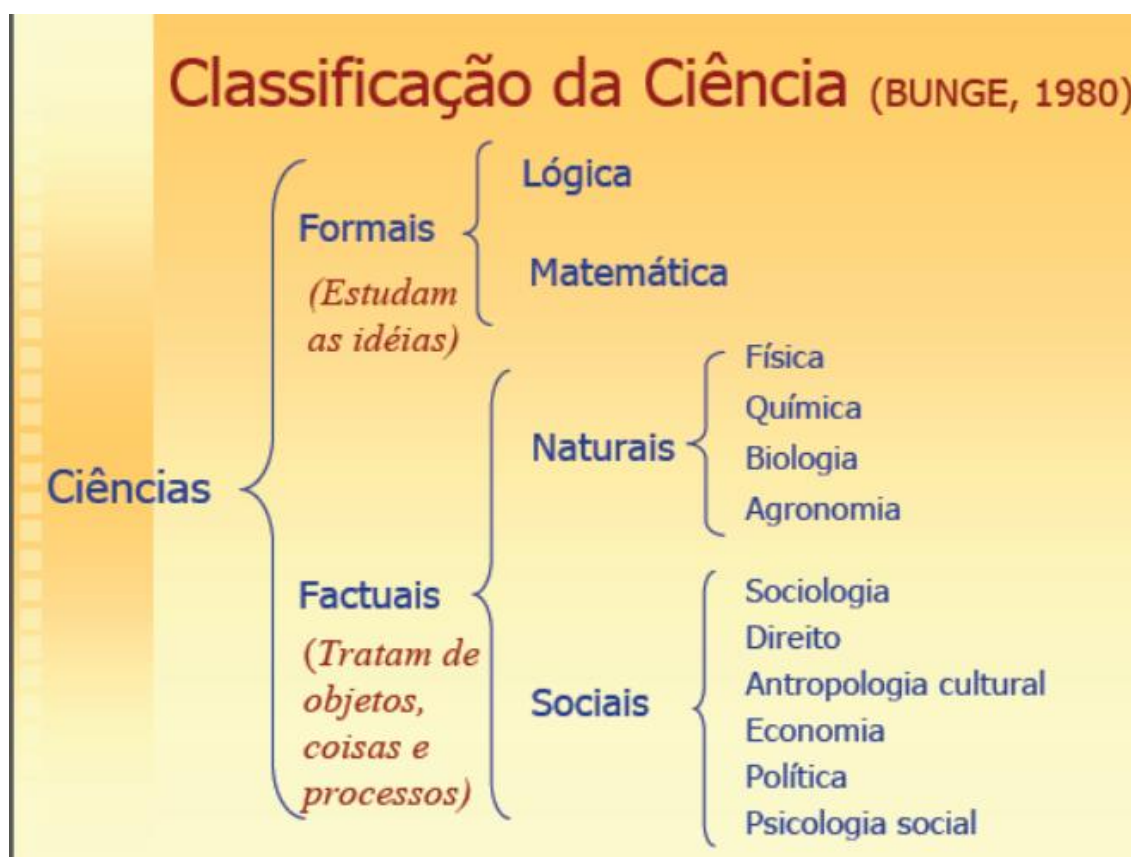 Classificação da Ciência (BUNGE, 1980)
Ciências
Formais
(Estudam
as idéias)
Lógica
Matemática
Factuais
(Tratam de
objetos,
coisas e
processos)
Naturais
Física
Química
Biologia
Agronomia
Sociais
Sociologia
Direito
Antropologia cultural
Economia
Política
Psicologia social